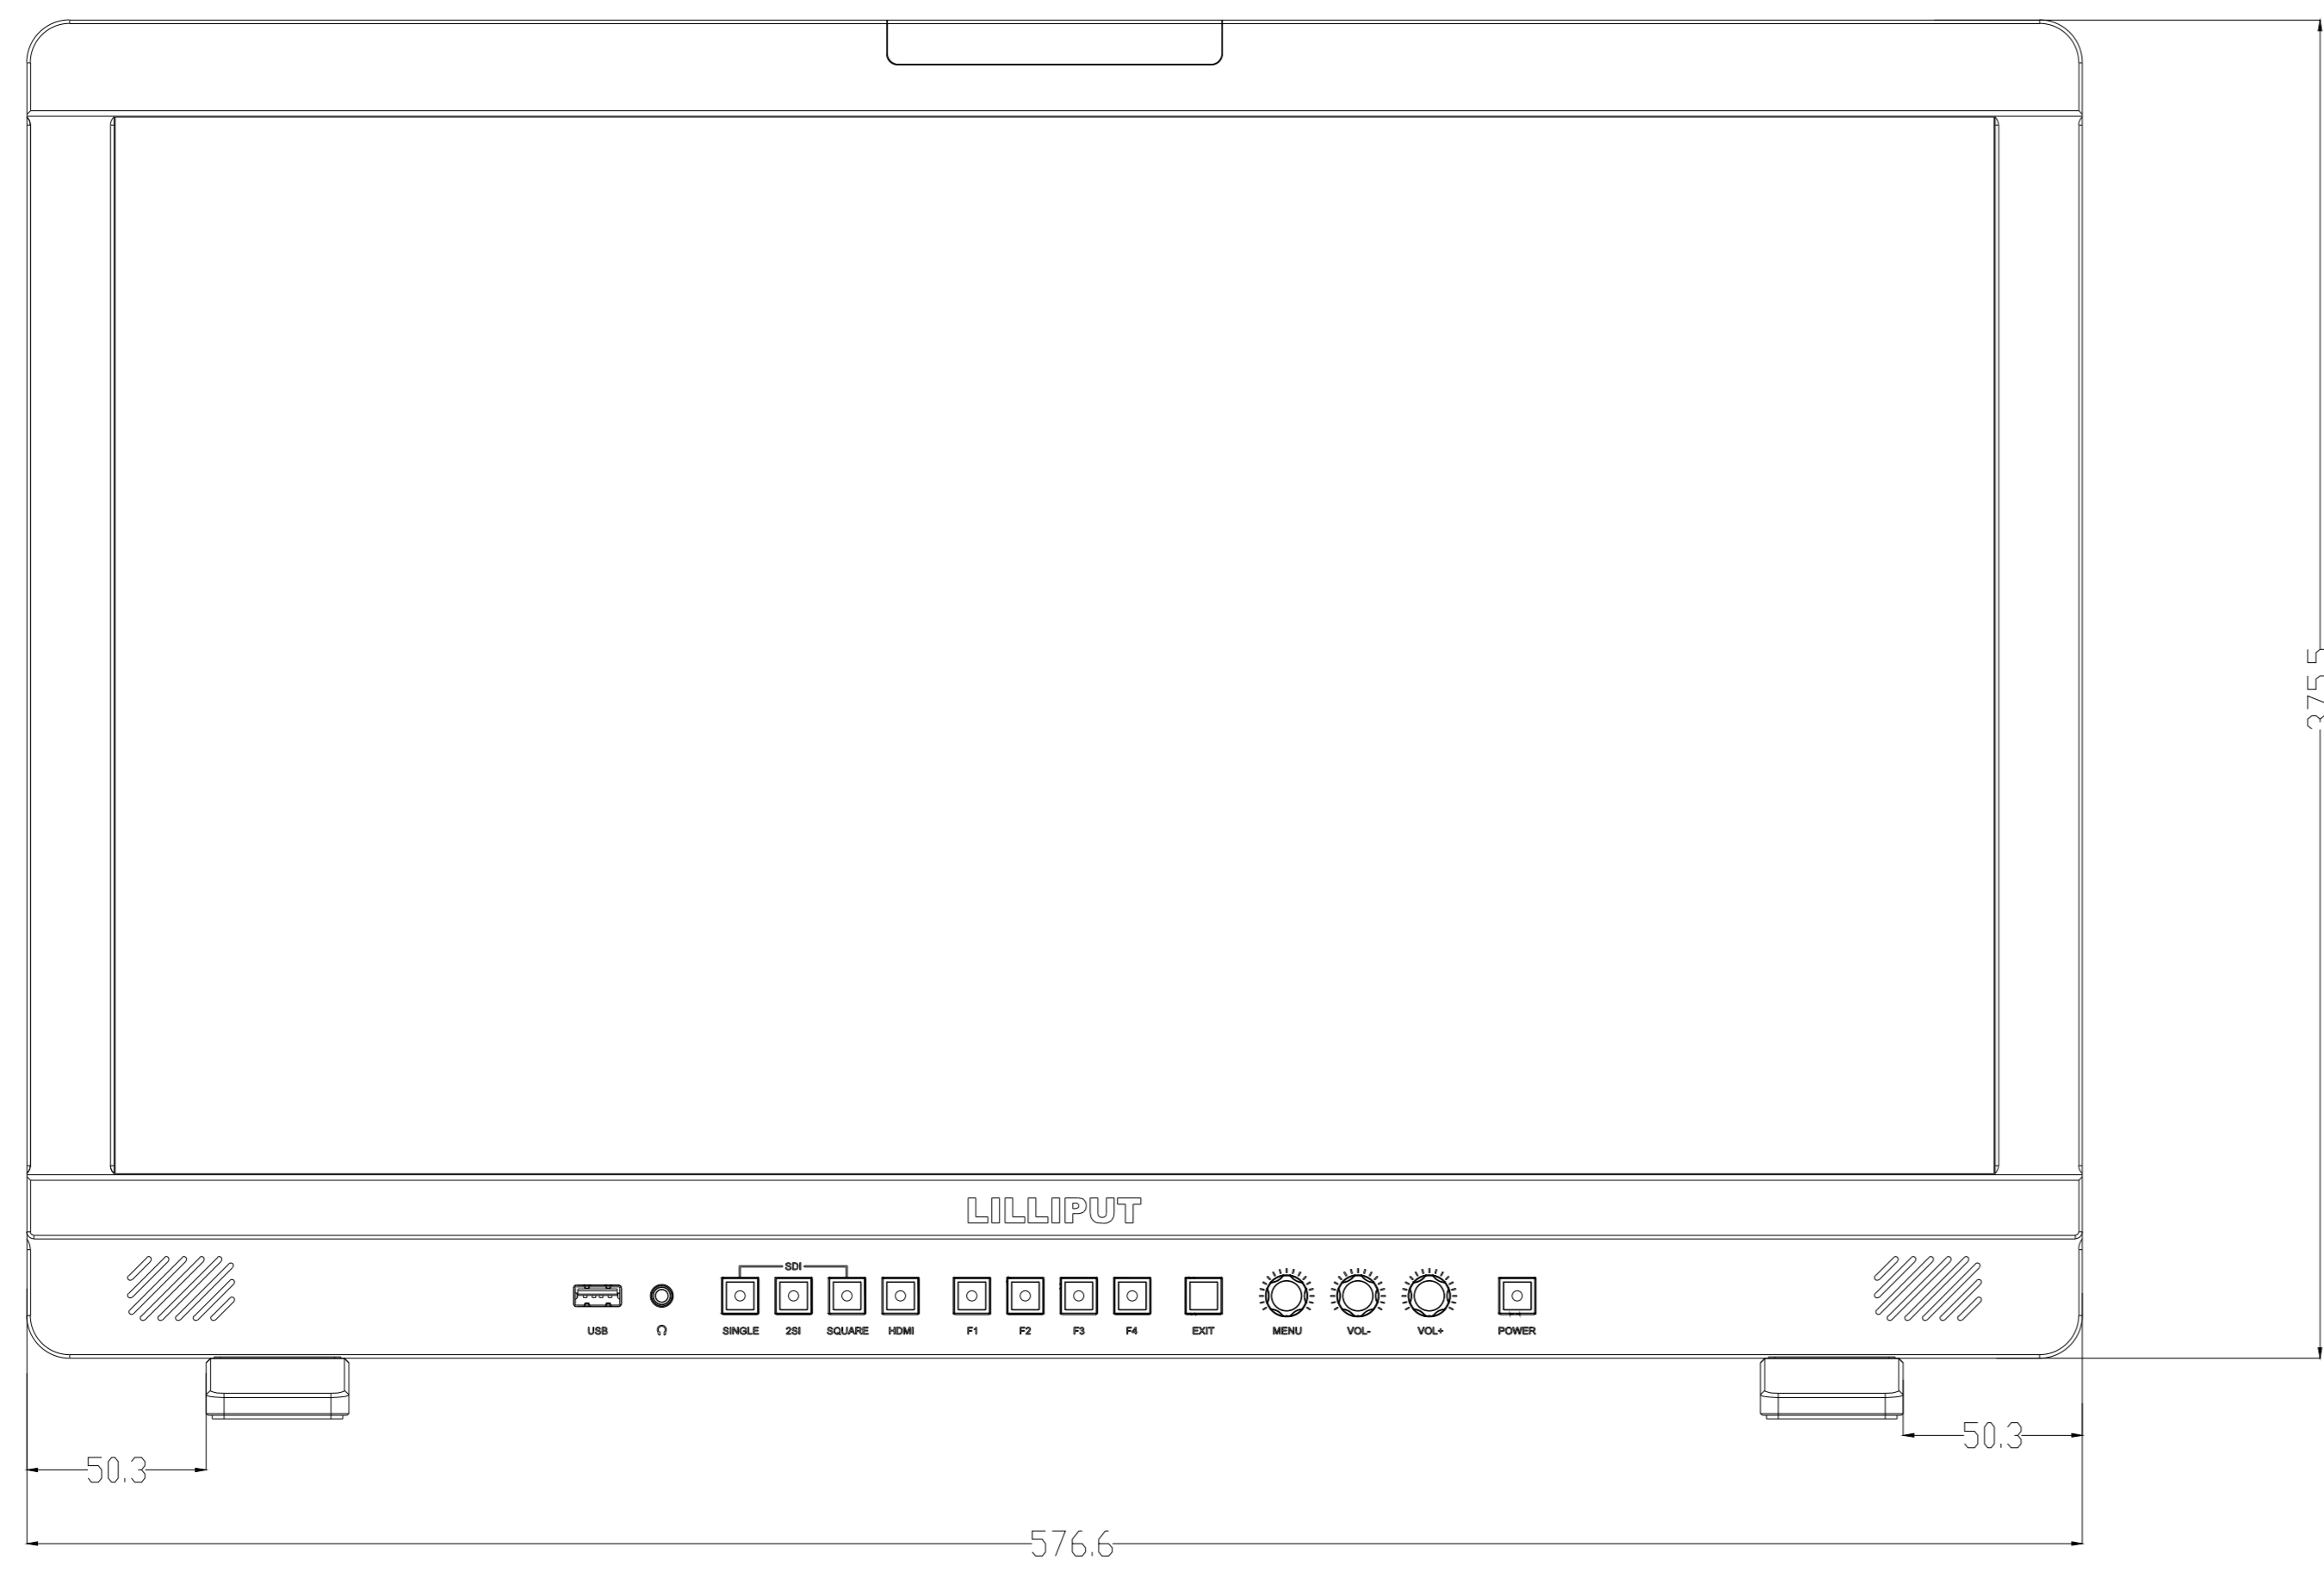 375.5
LILLIPUT
SDI
USB SINGLE 2SI SQUARE HDMI F1 F2 F3 F4 EXIT MENU VOL- VOL+ POWER
50.3
50.3
576.6